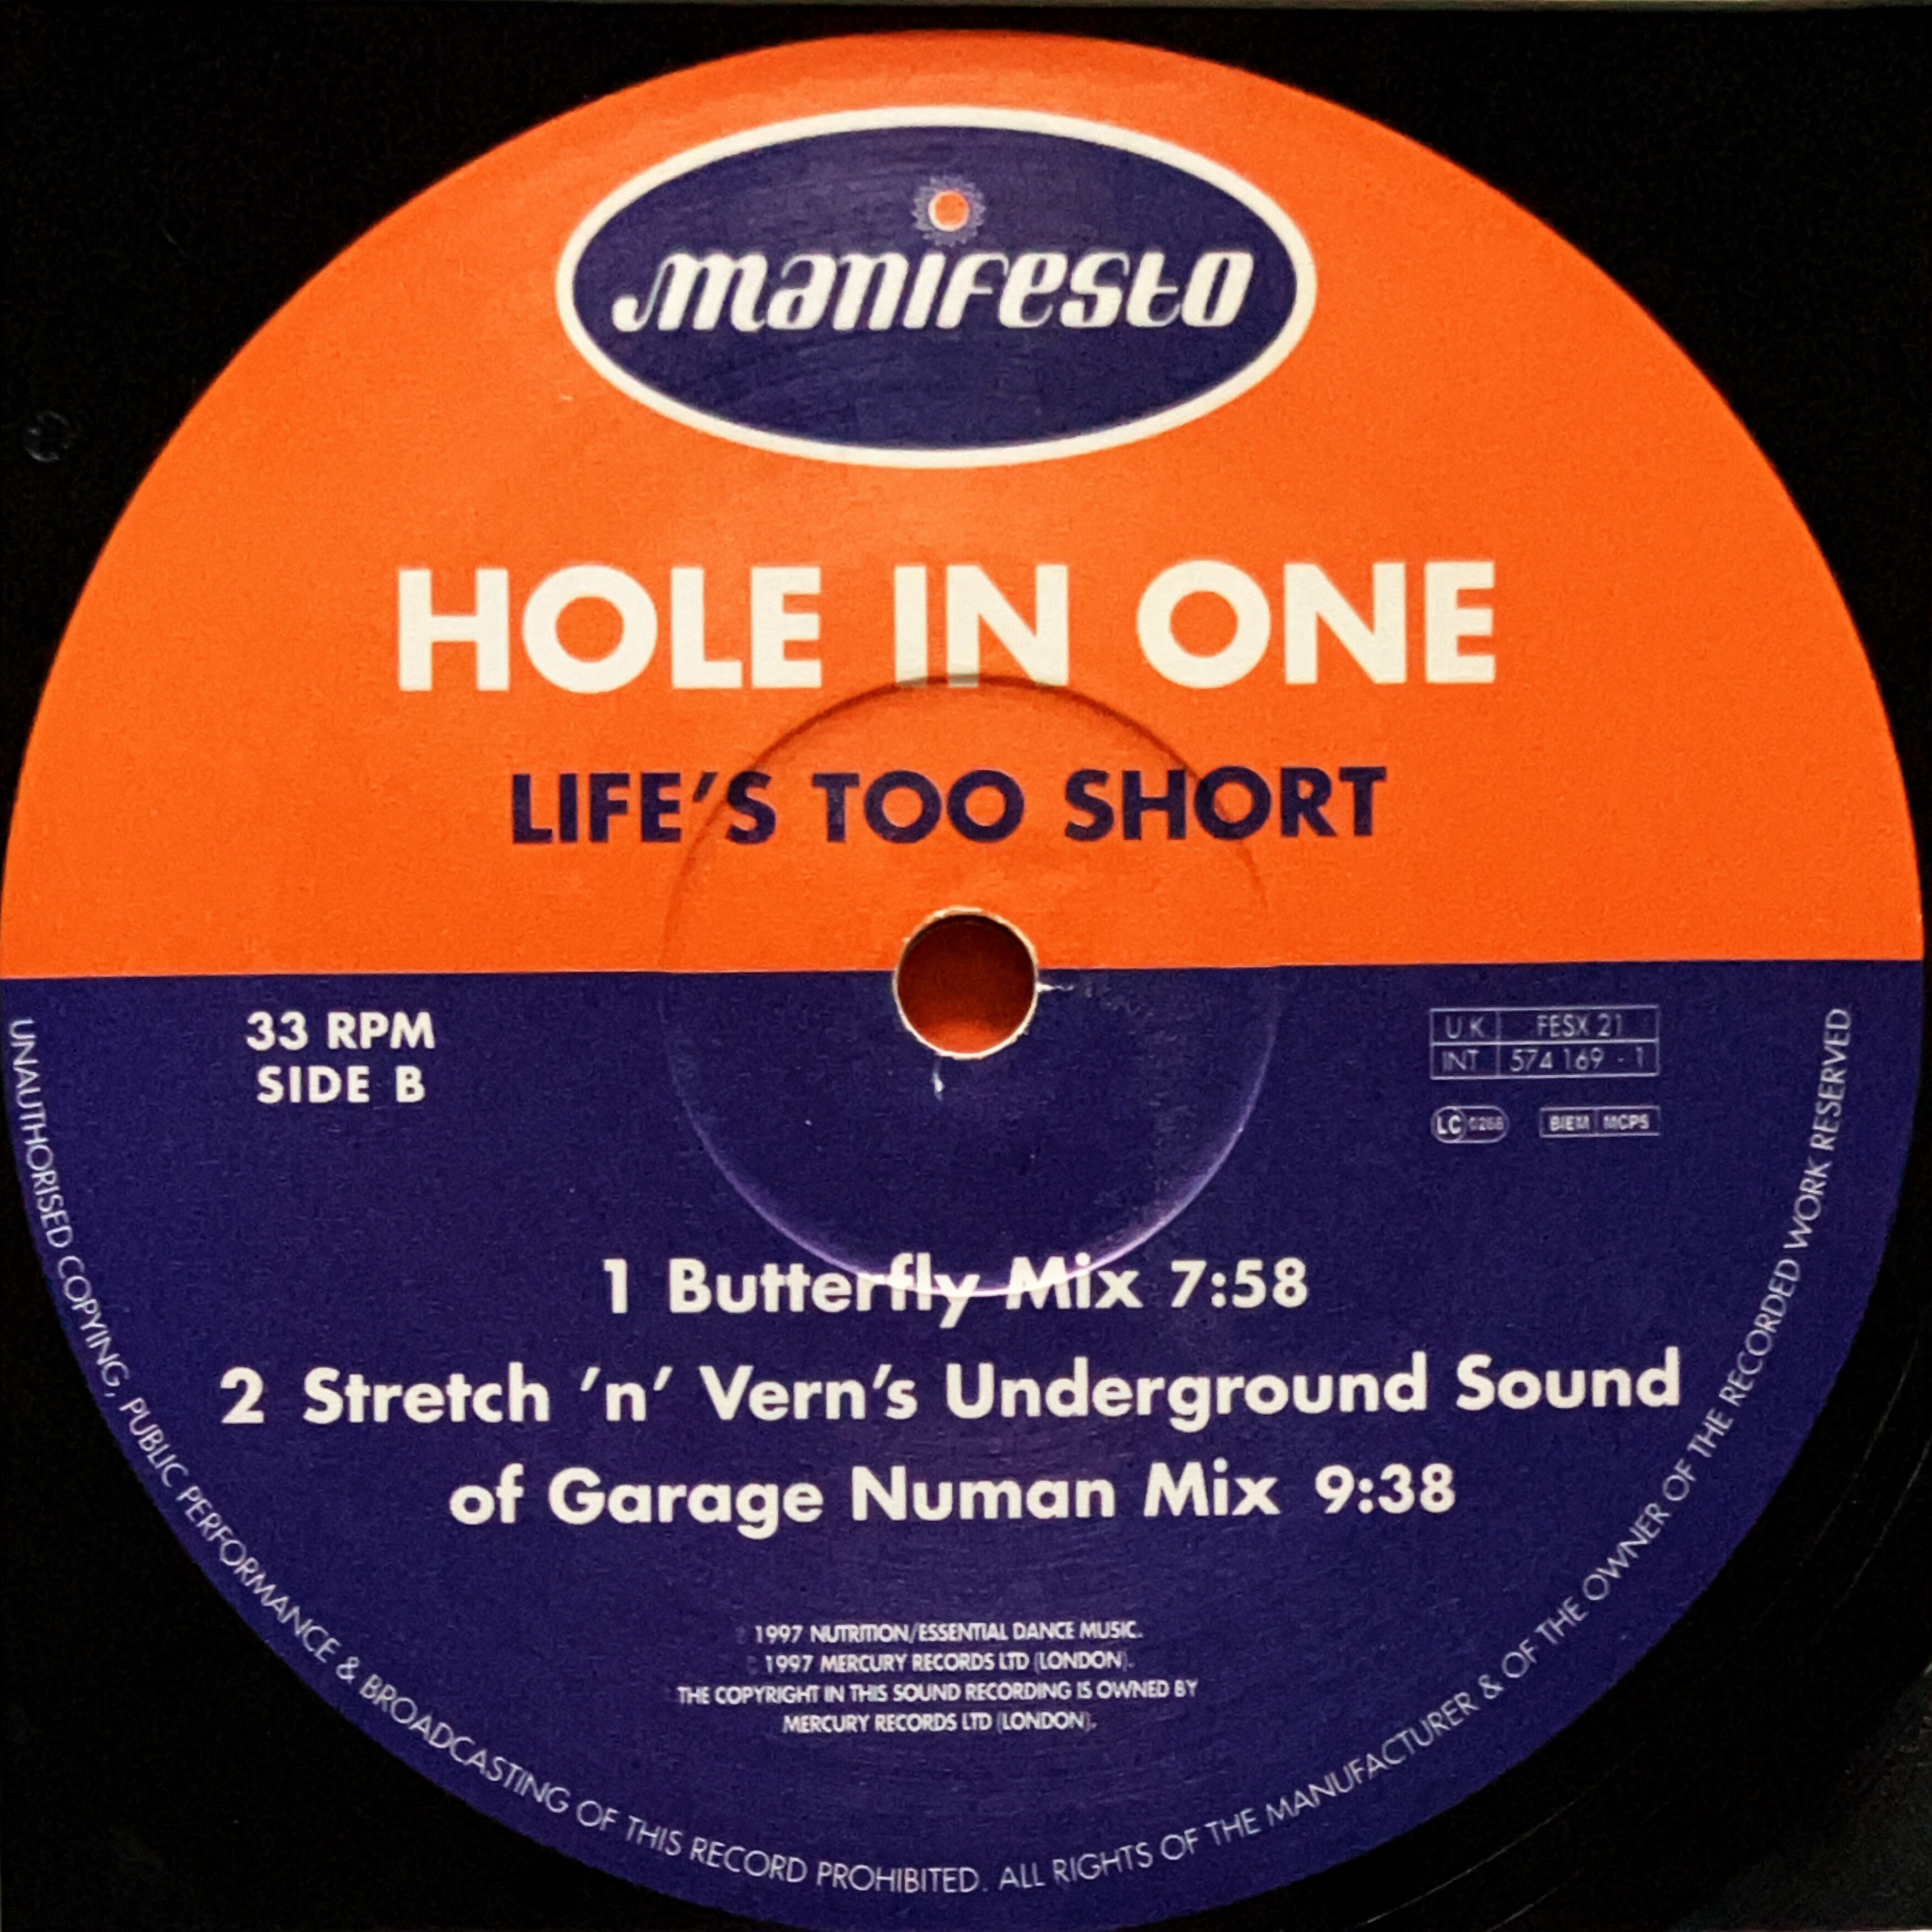 manifesto
HOLE IN ONE
LIFE'S TOO SHORT
33 RPM
SIDE B
UK FESX 21
INT 574 169 - 1
LC 0268 BIEM MCPS
1 Butterfly Mix 7:58
2 Stretch 'n' Vern's Underground Sound
of Garage Numan Mix 9:38
1997 NUTRITION/ESSENTIAL DANCE MUSIC.
1997 MERCURY RECORDS LTD (LONDON).
THE COPYRIGHT IN THIS SOUND RECORDING IS OWNED BY
MERCURY RECORDS LTD (LONDON).
UNAUTHORISED COPYING, PUBLIC PERFORMANCE & BROADCASTING OF THIS RECORD PROHIBITED. ALL RIGHTS OF THE MANUFACTURER & OF THE OWNER OF THE RECORDED WORK RESERVED